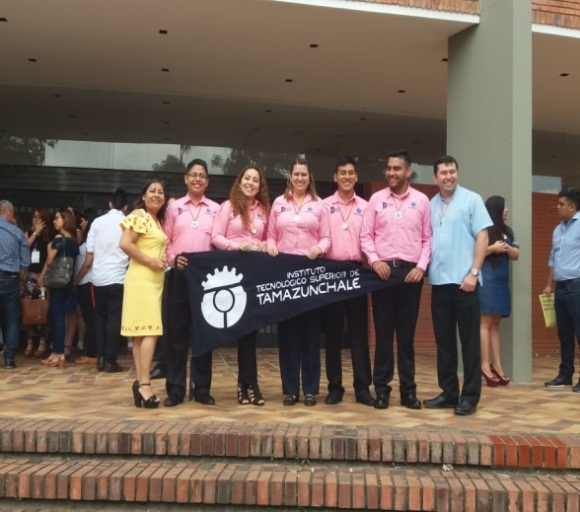 INSTITUTO
TECNOLÓGICO SUPERIOR DE
TAMAZUNCHALE